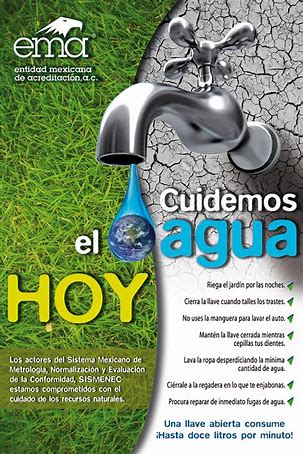 ema
entidad mexicana
de acreditación, a.c.
Cuidemos
el agua
HOY
Riega el jardín por las noches.
Cierra la llave cuando talles los trastes.
No uses la manguera para lavar el auto.
Mantén la llave cerrada mientras
cepillas tus dientes.
Lava la ropa desperdiciando la mínima
cantidad de agua.
Ciérrale a la regadera en lo que te enjabonas.
Procura reparar de inmediato fugas de agua.
Los actores del Sistema Mexicano de
Metrología, Normalización y Evaluación
de la Conformidad, SISMENEC
estamos comprometidos con el
cuidado de los recursos naturales.
Una llave abierta consume
¡Hasta doce litros por minuto!